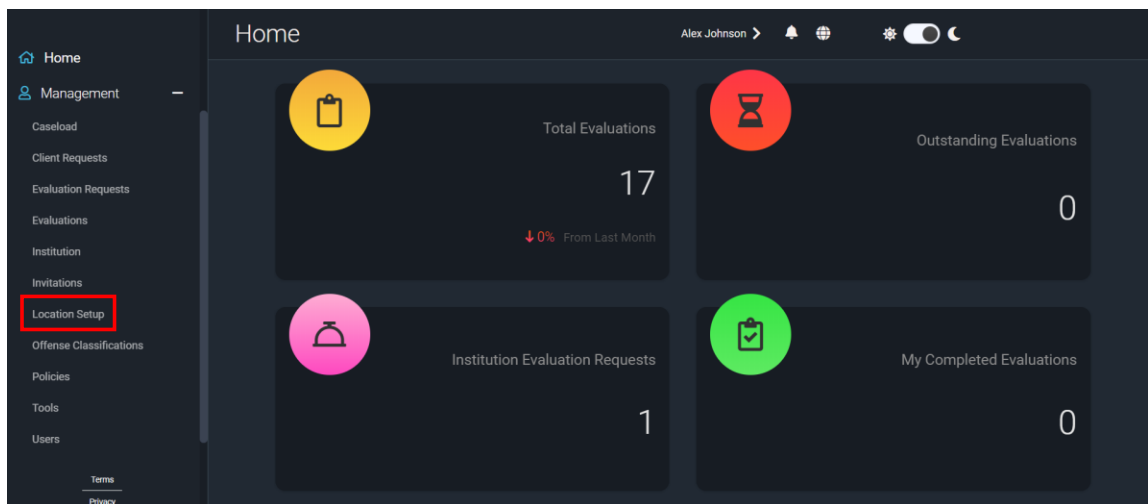 Home
Alex Johnson
Home
Management
Caseload
Client Requests
Evaluation Requests
Evaluations
Institution
Invitations
Location Setup
Offense Classifications
Policies
Tools
Users
Terms
Privacy
Total Evaluations
17
0% From Last Month
Outstanding Evaluations
0
Institution Evaluation Requests
1
My Completed Evaluations
0